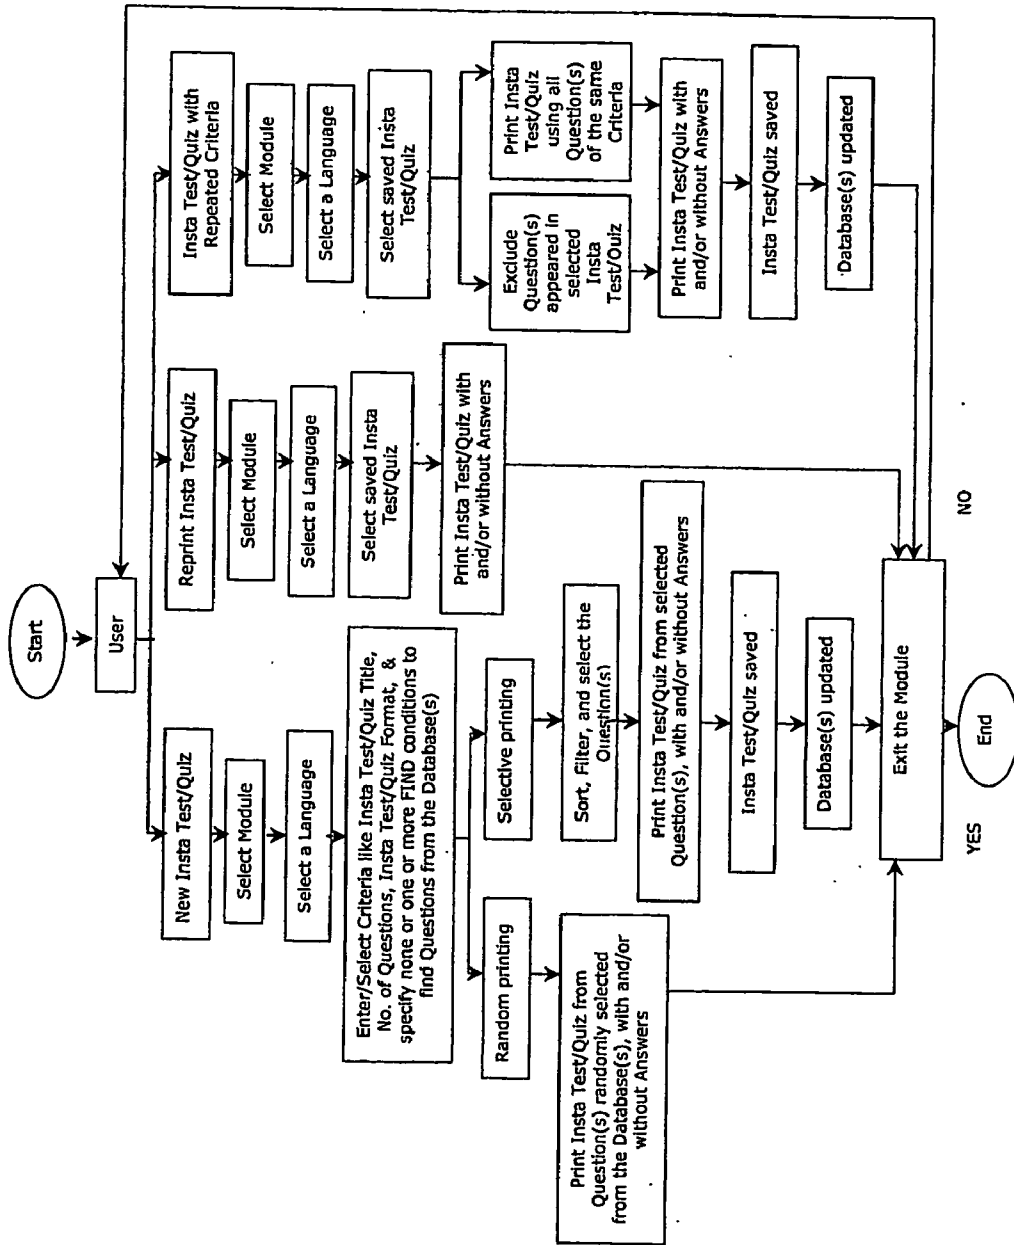 Start
User
New Insta Test/Quiz
Select Module
Select a Language
Enter/Select Criteria like Insta Test/Quiz Title,
No. of Questions, Insta Test/Quiz Format, &
specify none or one or more FIND conditions to
find Questions from the Database(s)
Random printing
Print Insta Test/Quiz from
Question(s) randomly selected
from the Database(s), with and/or
without Answers
Selective printing
Sort, Filter, and select the
Question(s)
Print Insta Test/Quiz from selected
Question(s), with and/or without Answers
Insta Test/Quiz saved
Database(s) updated
Reprint Insta Test/Quiz
Select Module
Select a Language
Select saved Insta
Test/Quiz
Print Insta Test/Quiz with
and/or without Answers
Insta Test/Quiz with
Repeated Criteria
Select Module
Select a Language
Select saved Insta
Test/Quiz
Exclude
Question(s)
appeared in
selected
Insta
Test/Quiz
Print Insta
Test/Quiz
using all
Question(s)
of the same
Criteria
Print Insta Test/Quiz with
and/or without Answers
Insta Test/Quiz saved
Database(s) updated
Exit the Module
YES
NO
End